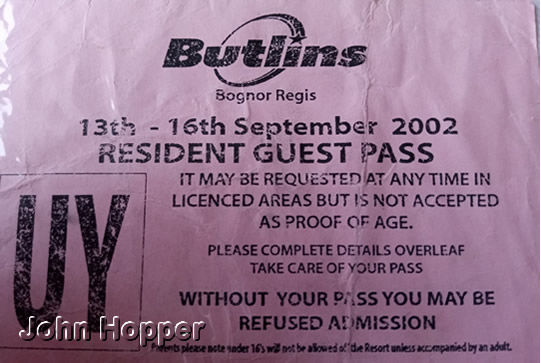 Butlins
Bognor Regis
13th - 16th September 2002
RESIDENT GUEST PASS
IT MAY BE REQUESTED AT ANY TIME IN
LICENCED AREAS BUT IS NOT ACCEPTED
AS PROOF OF AGE.
PLEASE COMPLETE DETAILS OVERLEAF
TAKE CARE OF YOUR PASS
UY
WITHOUT YOUR PASS YOU MAY BE
REFUSED ADMISSION
John Hopper
Parents please note under 16's will not be allowed of the Resort unless accompanied by an adult.